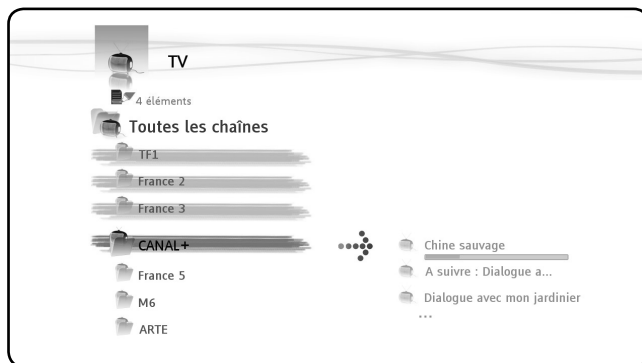 TV
4 éléments
Toutes les chaînes
TF1
France 2
France 3
CANAL+
France 5
M6
ARTE
Chine sauvage
A suivre : Dialogue a...
Dialogue avec mon jardinier
...